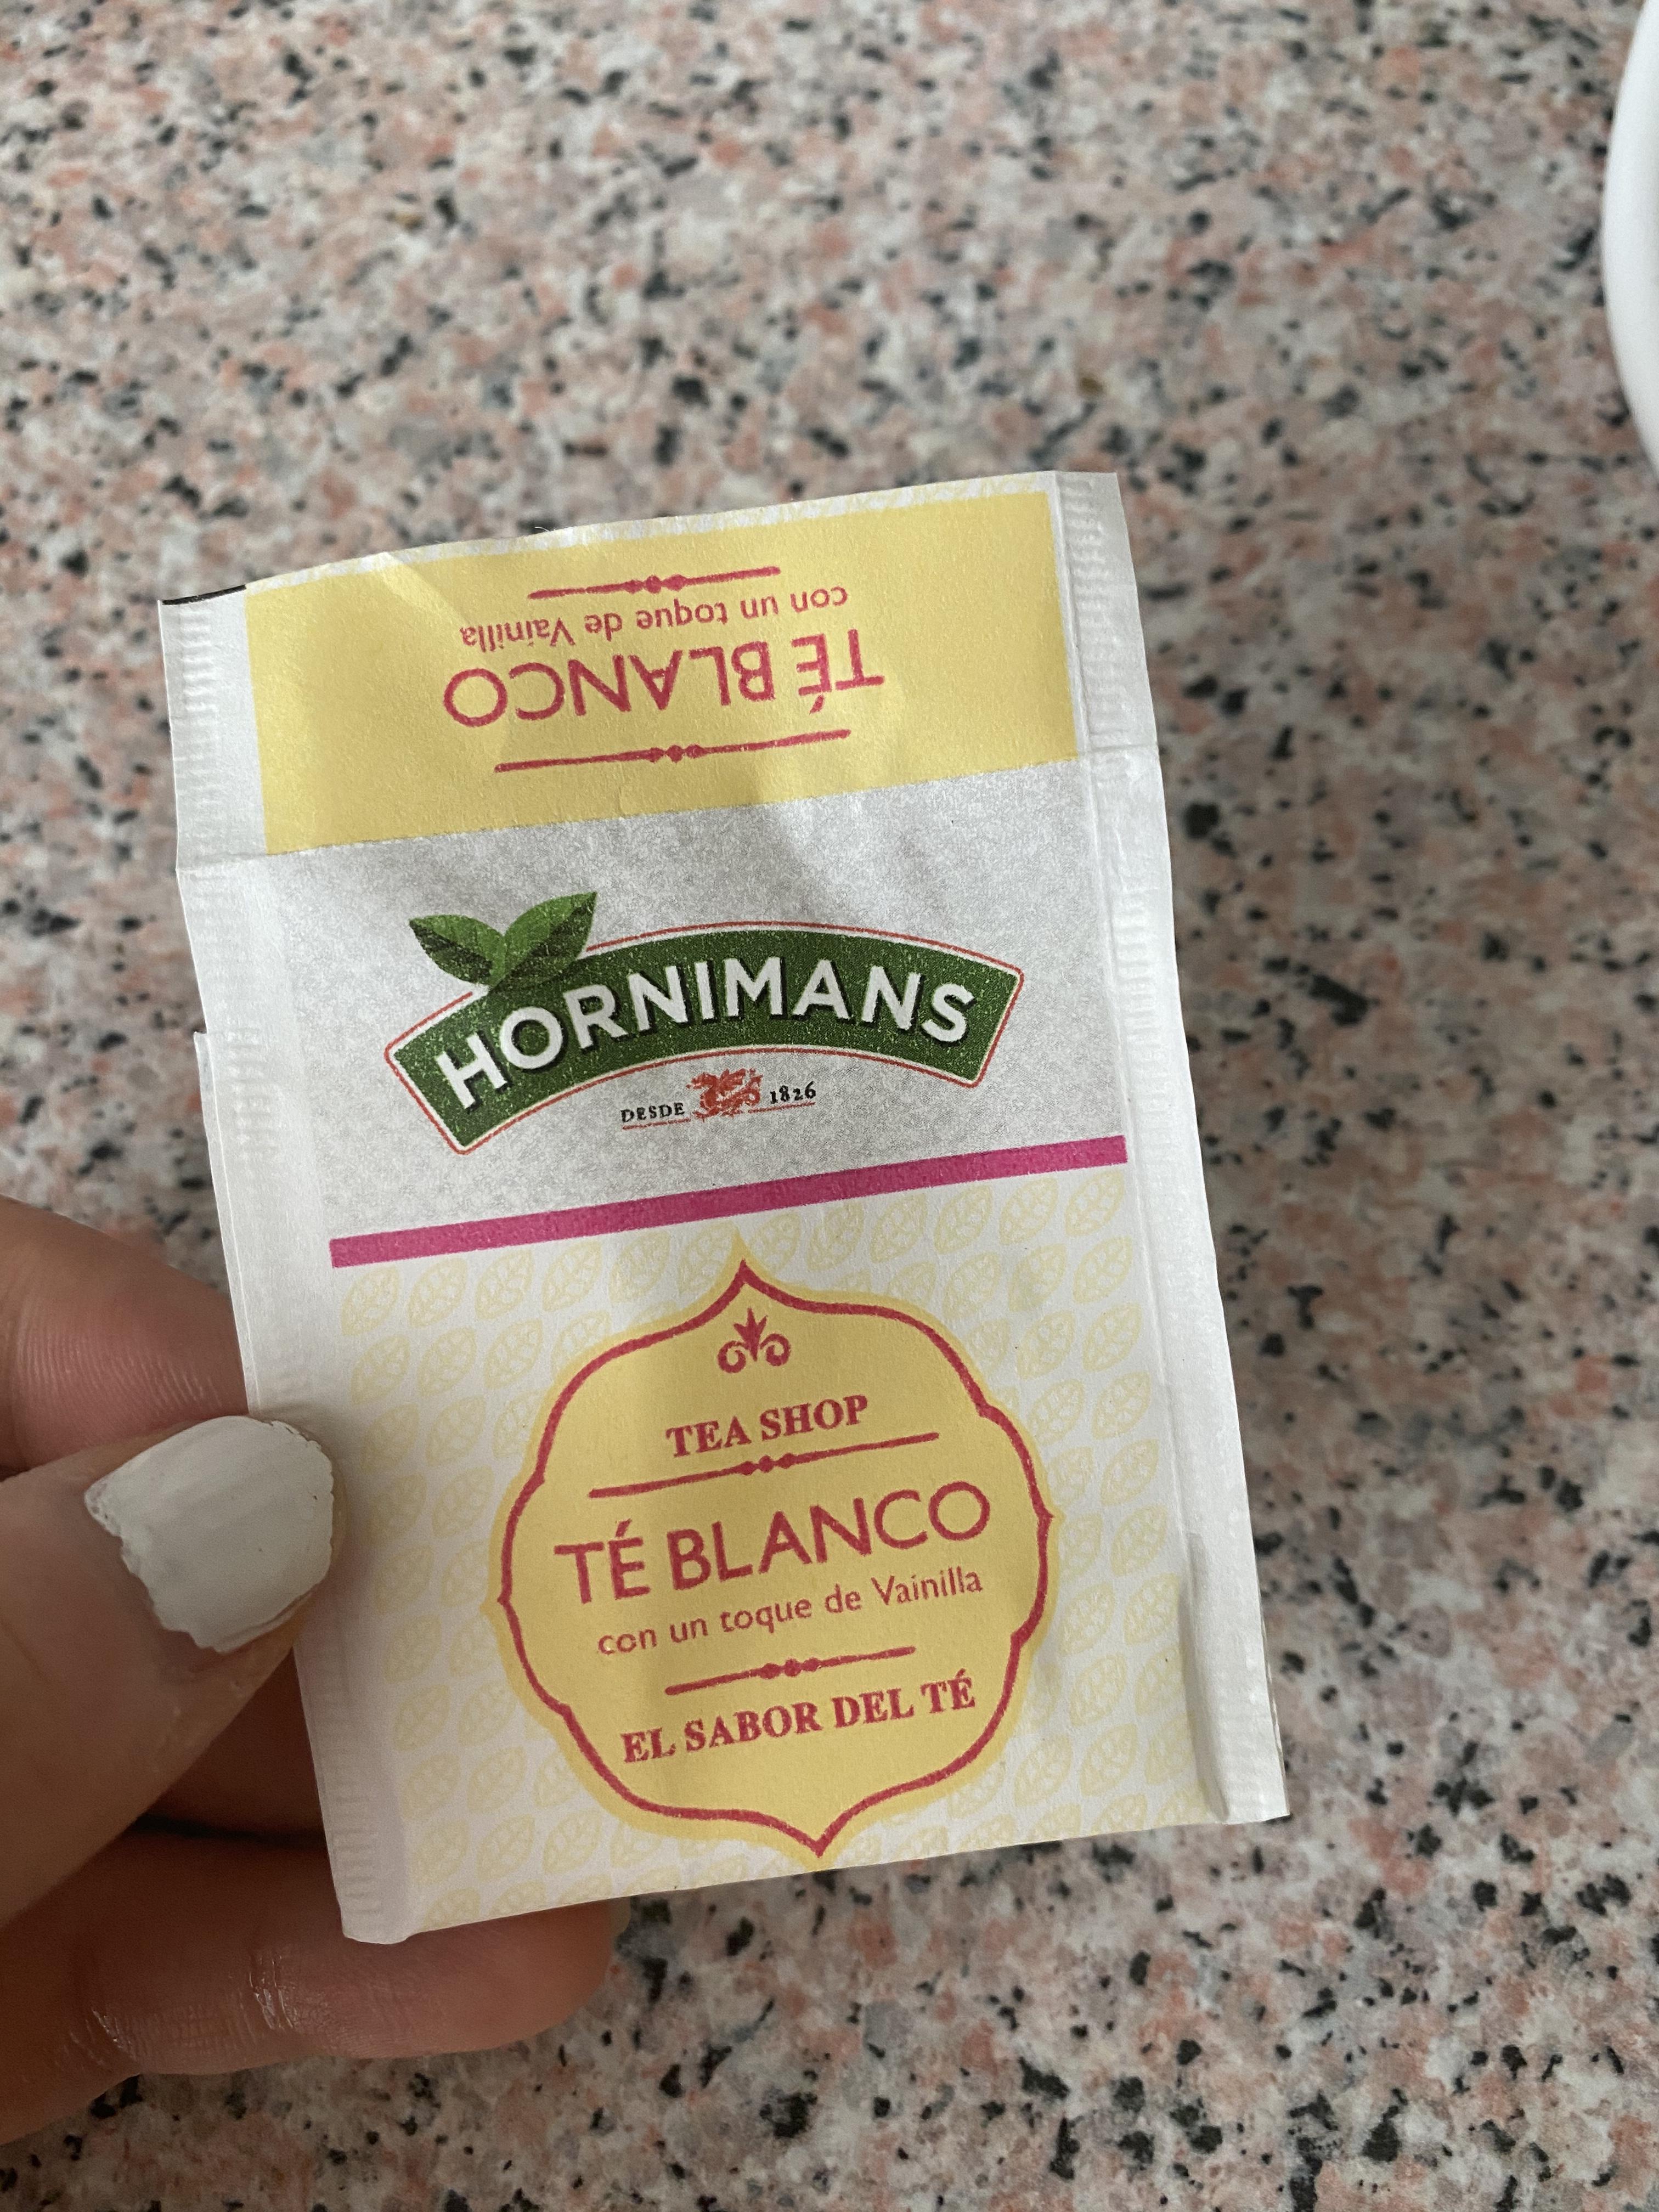 TÉ BLANCO
con un toque de Vainilla
HORNIMANS
DESDE 1826
TEA SHOP
TÉ BLANCO
con un toque de Vainilla
EL SABOR DEL TÉ